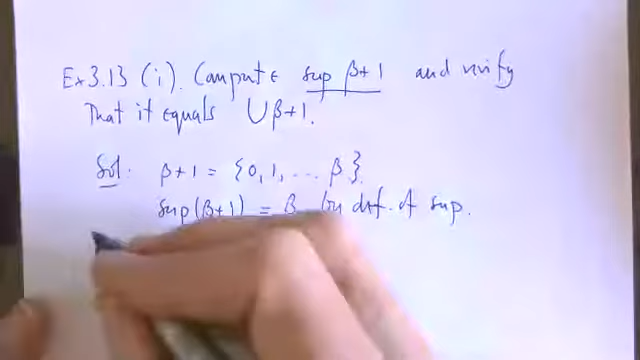 Ex 3.13 (i). Compute sup β+1 and verify
that it equals ∪β+1.
Sol: β+1 = {0, 1, ... β}.
sup(β+1) = β by def. of sup.